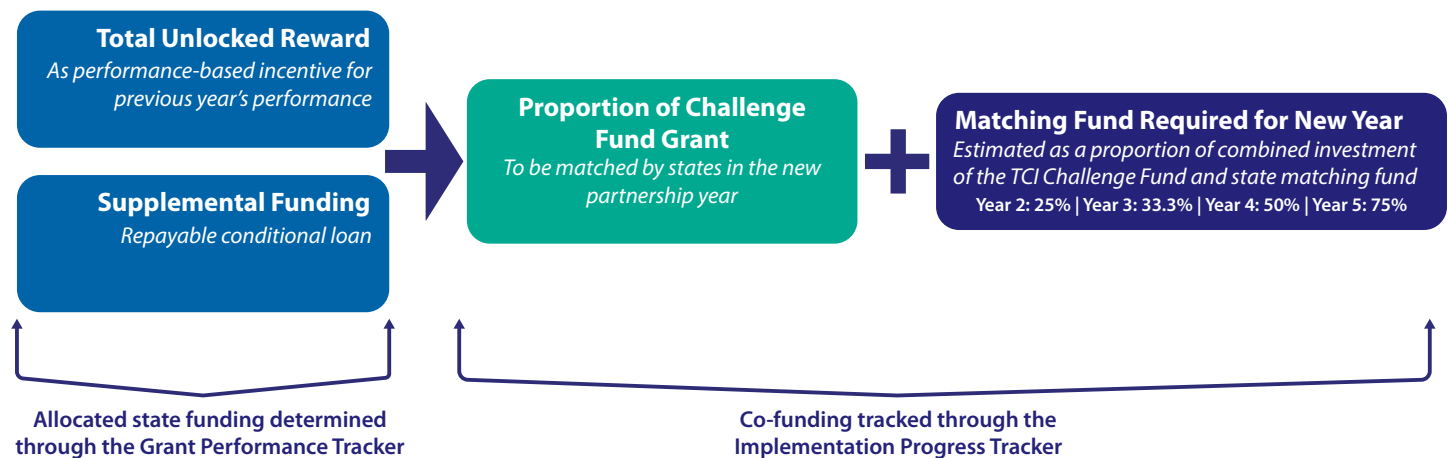 Total Unlocked Reward
As performance-based incentive for
previous year's performance
Supplemental Funding
Repayable conditional loan
Proportion of Challenge
Fund Grant
To be matched by states in the new
partnership year
Matching Fund Required for New Year
Estimated as a proportion of combined investment
of the TCI Challenge Fund and state matching fund
Year 2: 25% | Year 3: 33.3% | Year 4: 50% | Year 5: 75%
Allocated state funding determined
through the Grant Performance Tracker
Co-funding tracked through the
Implementation Progress Tracker